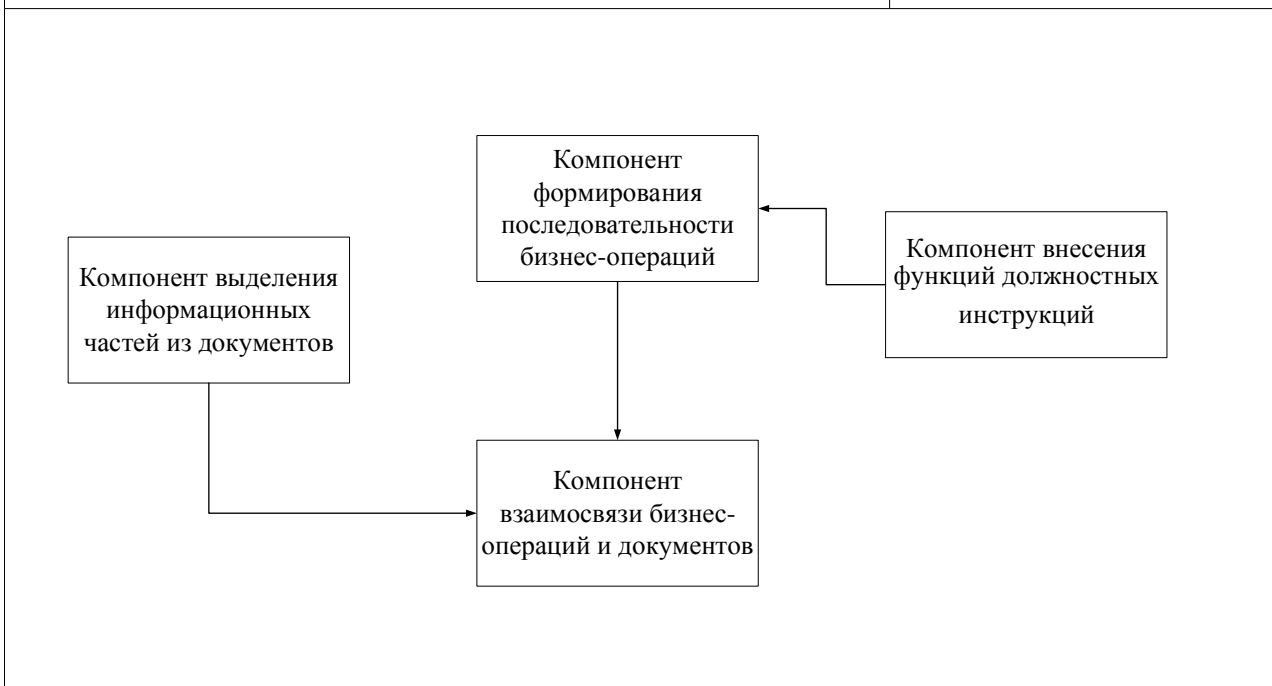 Компонент
формирования
последовательности
бизнес-операций
Компонент внесения
функций должностных
инструкций
Компонент выделения
информационных
частей из документов
Компонент
взаимосвязи бизнес-
операций и документов